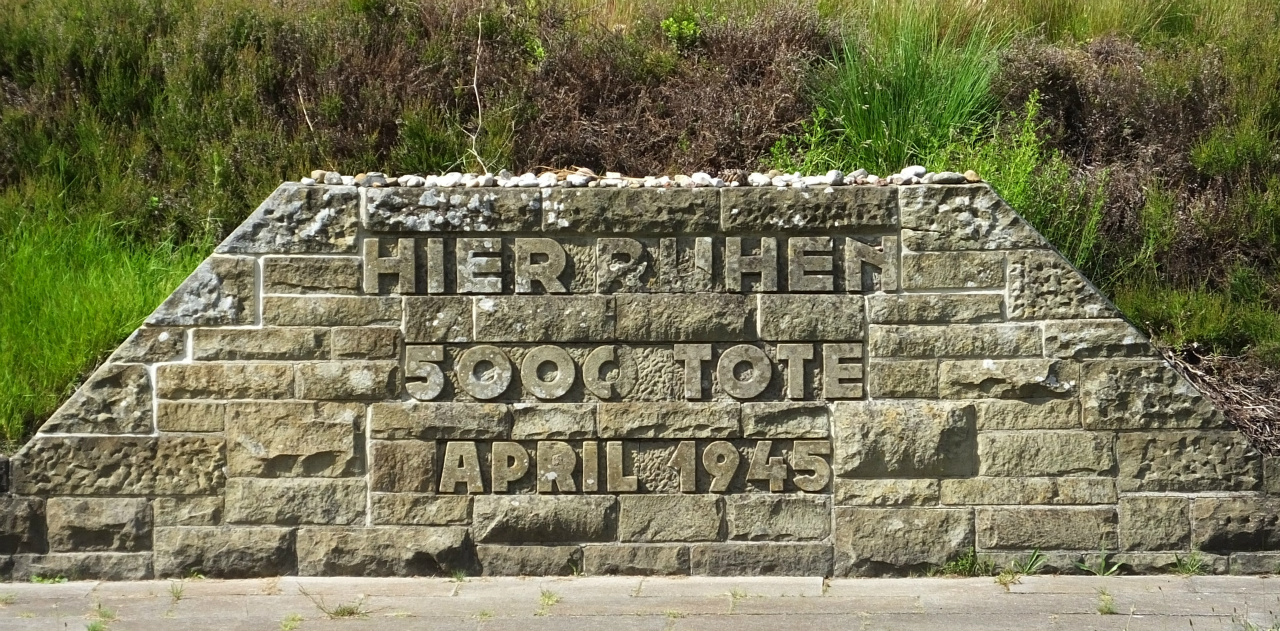 HIER RUHEN
5000 TOTE
APRIL 1945